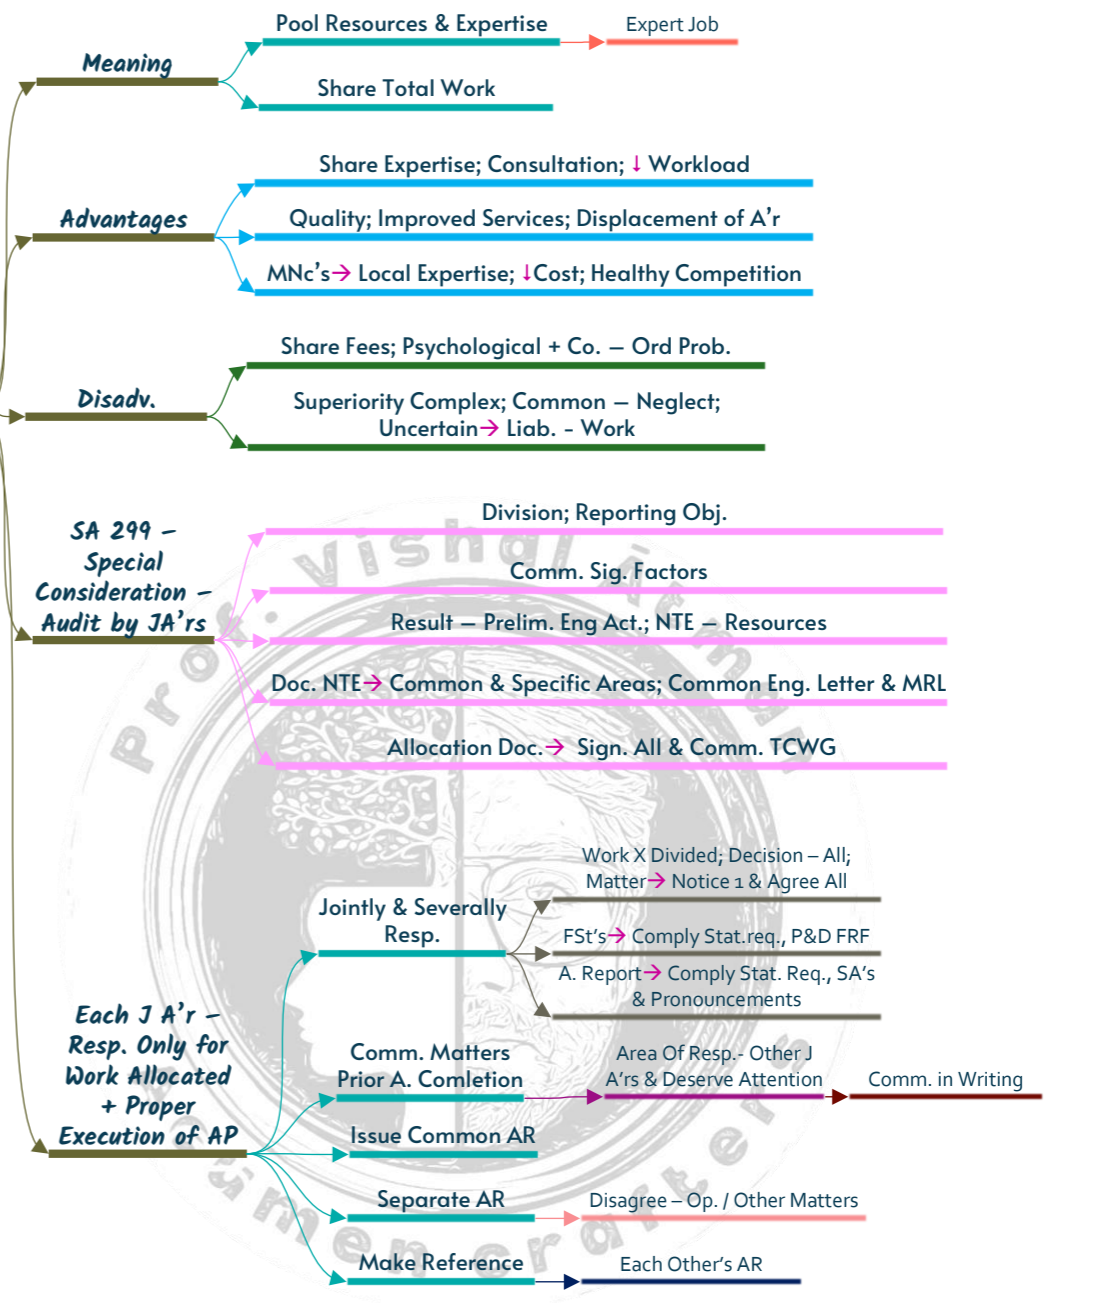 Meaning
Pool Resources & Expertise
Expert Job
Share Total Work
Advantages
Share Expertise; Consultation; ↓ Workload
Quality; Improved Services; Displacement of A'r
MNc's→ Local Expertise; ↓Cost; Healthy Competition
Disadv.
Share Fees; Psychological + Co. – Ord Prob.
Superiority Complex; Common – Neglect;
Uncertain→ Liab. - Work
SA 299 –
Special
Consideration –
Audit by JA'rs
Division; Reporting Obj.
Comm. Sig. Factors
Result – Prelim. Eng Act.; NTE – Resources
Doc. NTE→ Common & Specific Areas; Common Eng. Letter & MRL
Allocation Doc.→ Sign. All & Comm. TCWG
Each J A'r –
Resp. Only for
Work Allocated
+ Proper
Execution of AP
Jointly & Severally
Resp.
Work X Divided; Decision – All;
Matter→ Notice 1 & Agree All
FSt's→ Comply Stat.req., P&D FRF
A. Report→ Comply Stat. Req., SA's
& Pronouncements
Comm. Matters
Prior A. Comletion
Area Of Resp.- Other J
A'rs & Deserve Attention
Comm. in Writing
Issue Common AR
Separate AR
Disagree – Op. / Other Matters
Make Reference
Each Other's AR
Prof. Vishal